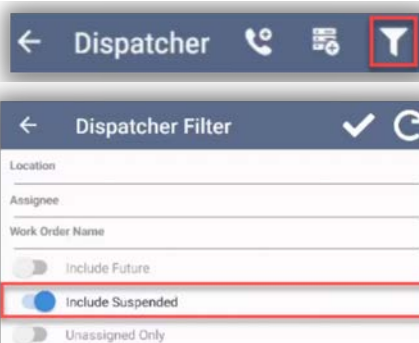 Dispatcher
Dispatcher Filter
Location
Assignee
Work Order Name
Include Future
Include Suspended
Unassigned Only